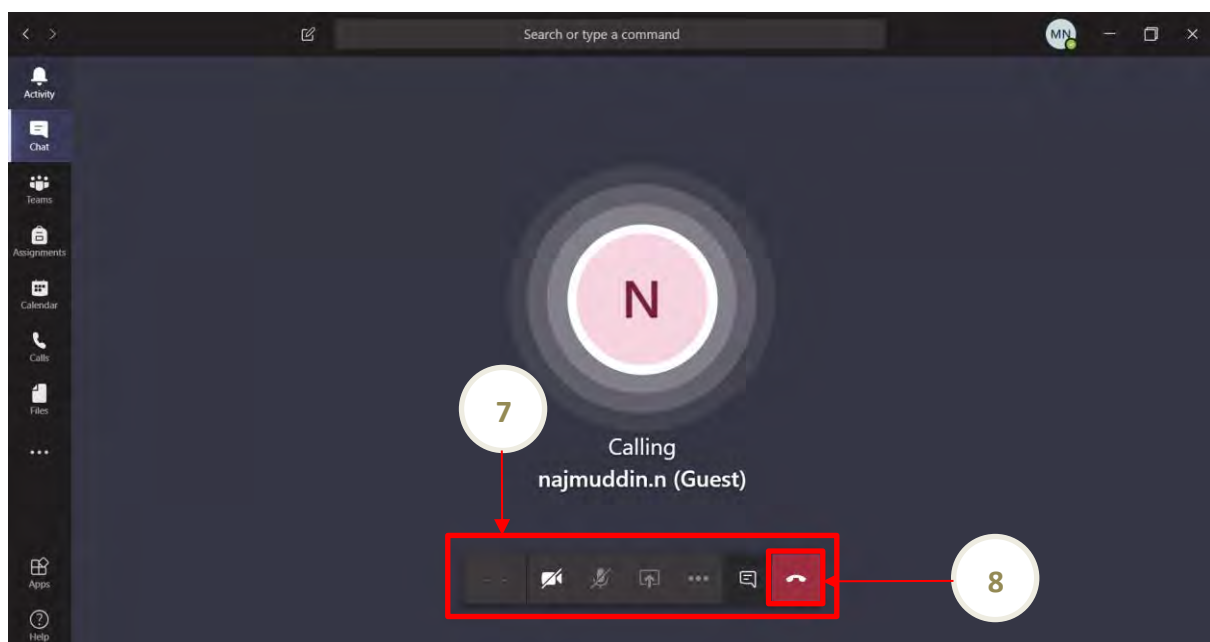 Search or type a command
MN
Activity
Chat
Teams
Assignments
Calendar
Calls
Files
Apps
Help
N
7
Calling
najmuddin.n (Guest)
- -
8